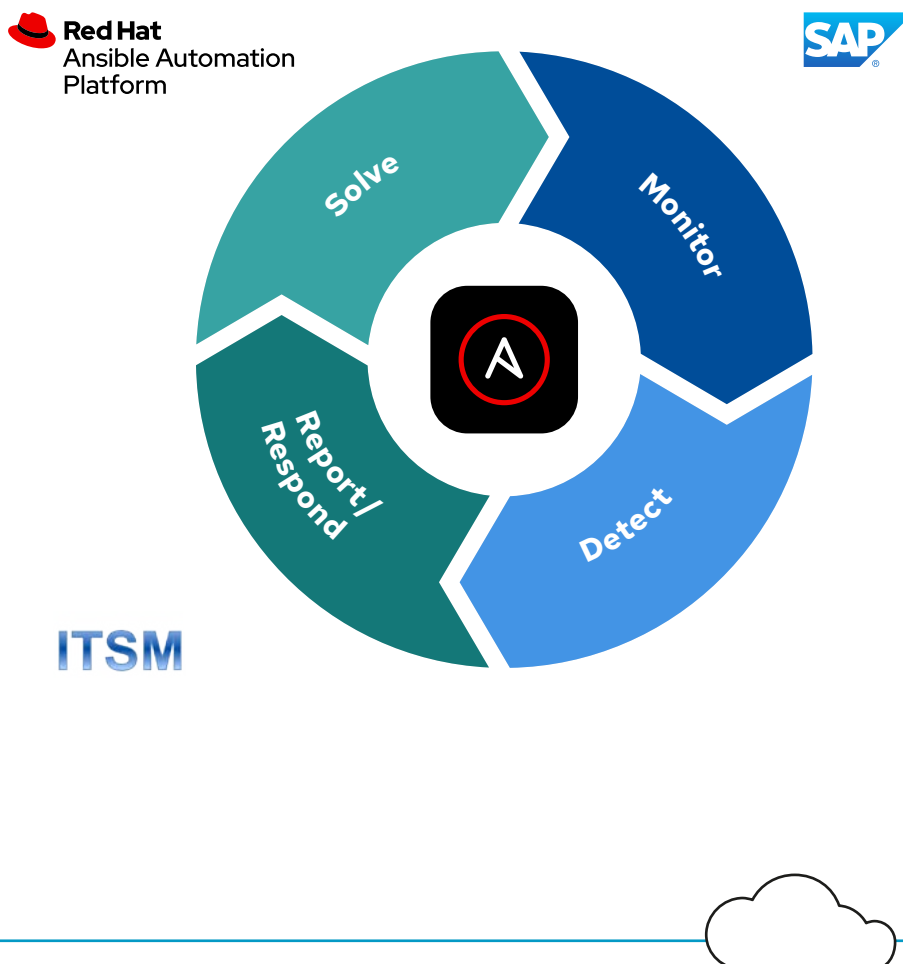 Red Hat
Ansible Automation
Platform
SAP®
Solve
Monitor
Report/
Respond
Detect
ITSM